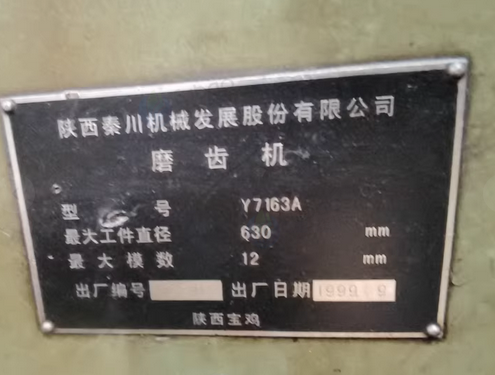 陕西秦川机械发展股份有限公司
磨齿机
型号 Y7163A
最大工件直径 630 mm
最大模数 12 mm
出厂编号 出厂日期 1999.9
陕西宝鸡